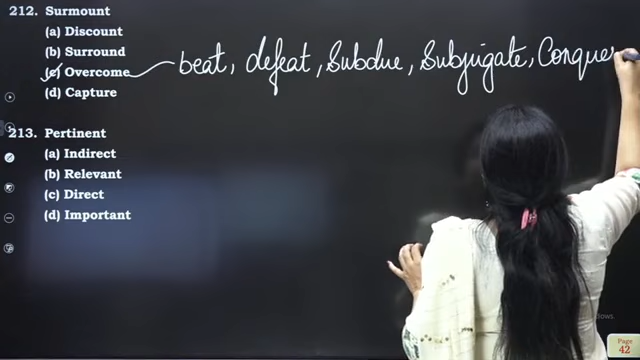 212. Surmount
(a) Discount
(b) Surround
(c) Overcome beat, defeat, Subdue, Subjugate, Conquer
(d) Capture
213. Pertinent
(a) Indirect
(b) Relevant
(c) Direct
(d) Important
Page
42